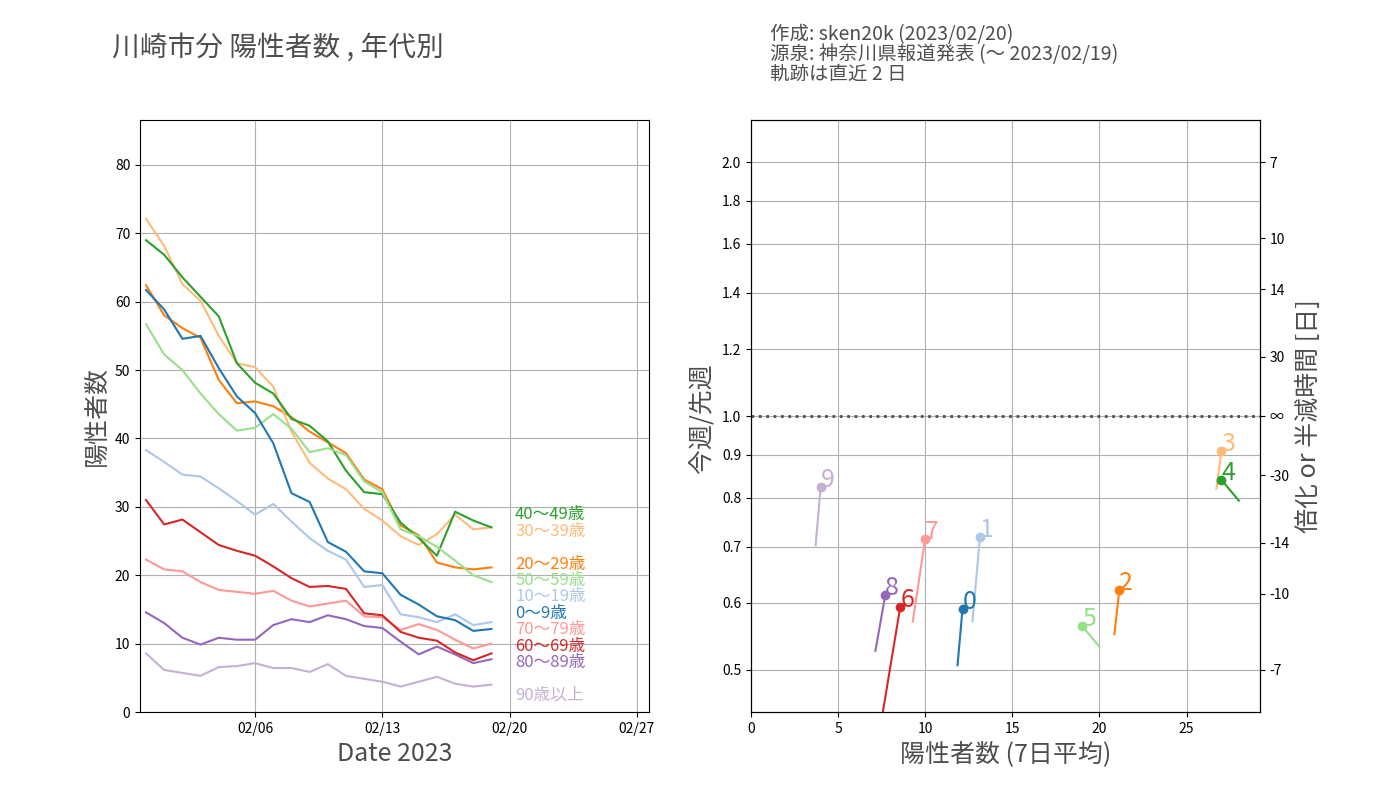 川崎市分 陽性者数 , 年代別
作成: sken20k (2023/02/20)
源泉: 神奈川県報道発表 (～ 2023/02/19)
軌跡は直近 2 日
陽性者数
80
70
60
50
40
30
20
10
0
02/06
02/13
02/20
02/27
Date 2023
40～49歳
30～39歳
20～29歳
50～59歳
10～19歳
0～9歳
70～79歳
60～69歳
80～89歳
90歳以上
今週/先週
2.0
1.8
1.6
1.4
1.2
1.0
0.9
0.8
0.7
0.6
0.5
0
5
10
15
20
25
陽性者数 (7日平均)
7
10
14
30
∞
-30
-14
-10
-7
倍化 or 半減時間 [日]
3
4
9
7
1
8
6
0
2
5